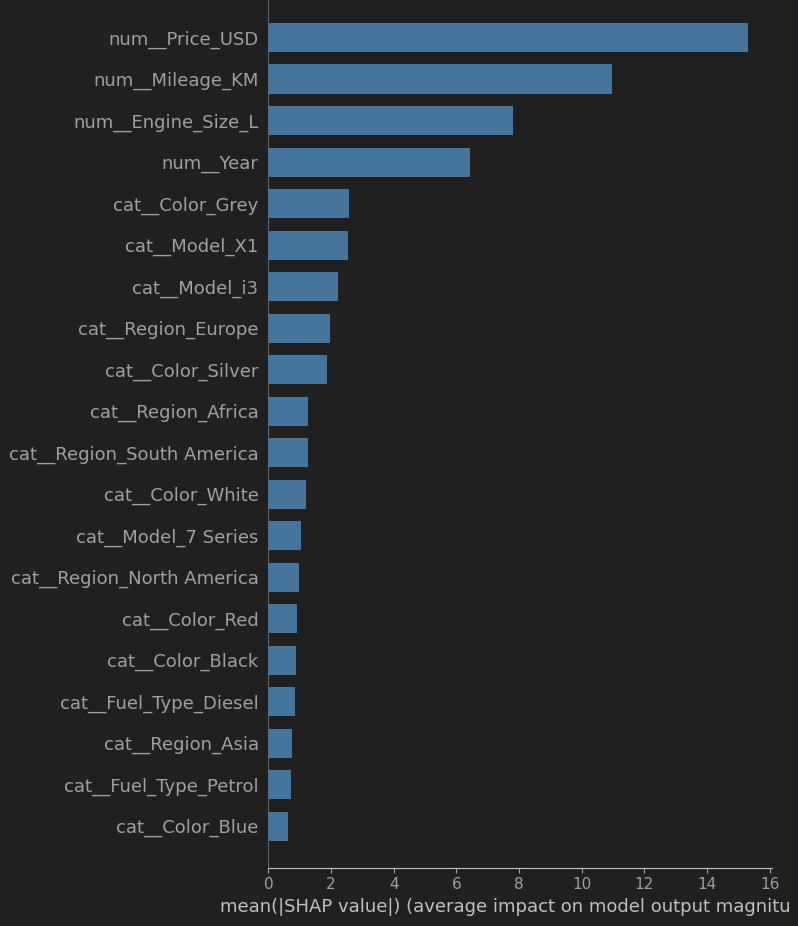 num__Price_USD
num__Mileage_KM
num__Engine_Size_L
num__Year
cat__Color_Grey
cat__Model_X1
cat__Model_i3
cat__Region_Europe
cat__Color_Silver
cat__Region_Africa
cat__Region_South America
cat__Color_White
cat__Model_7 Series
cat__Region_North America
cat__Color_Red
cat__Color_Black
cat__Fuel_Type_Diesel
cat__Region_Asia
cat__Fuel_Type_Petrol
cat__Color_Blue
0 2 4 6 8 10 12 14 16
mean(|SHAP value|) (average impact on model output magnitu